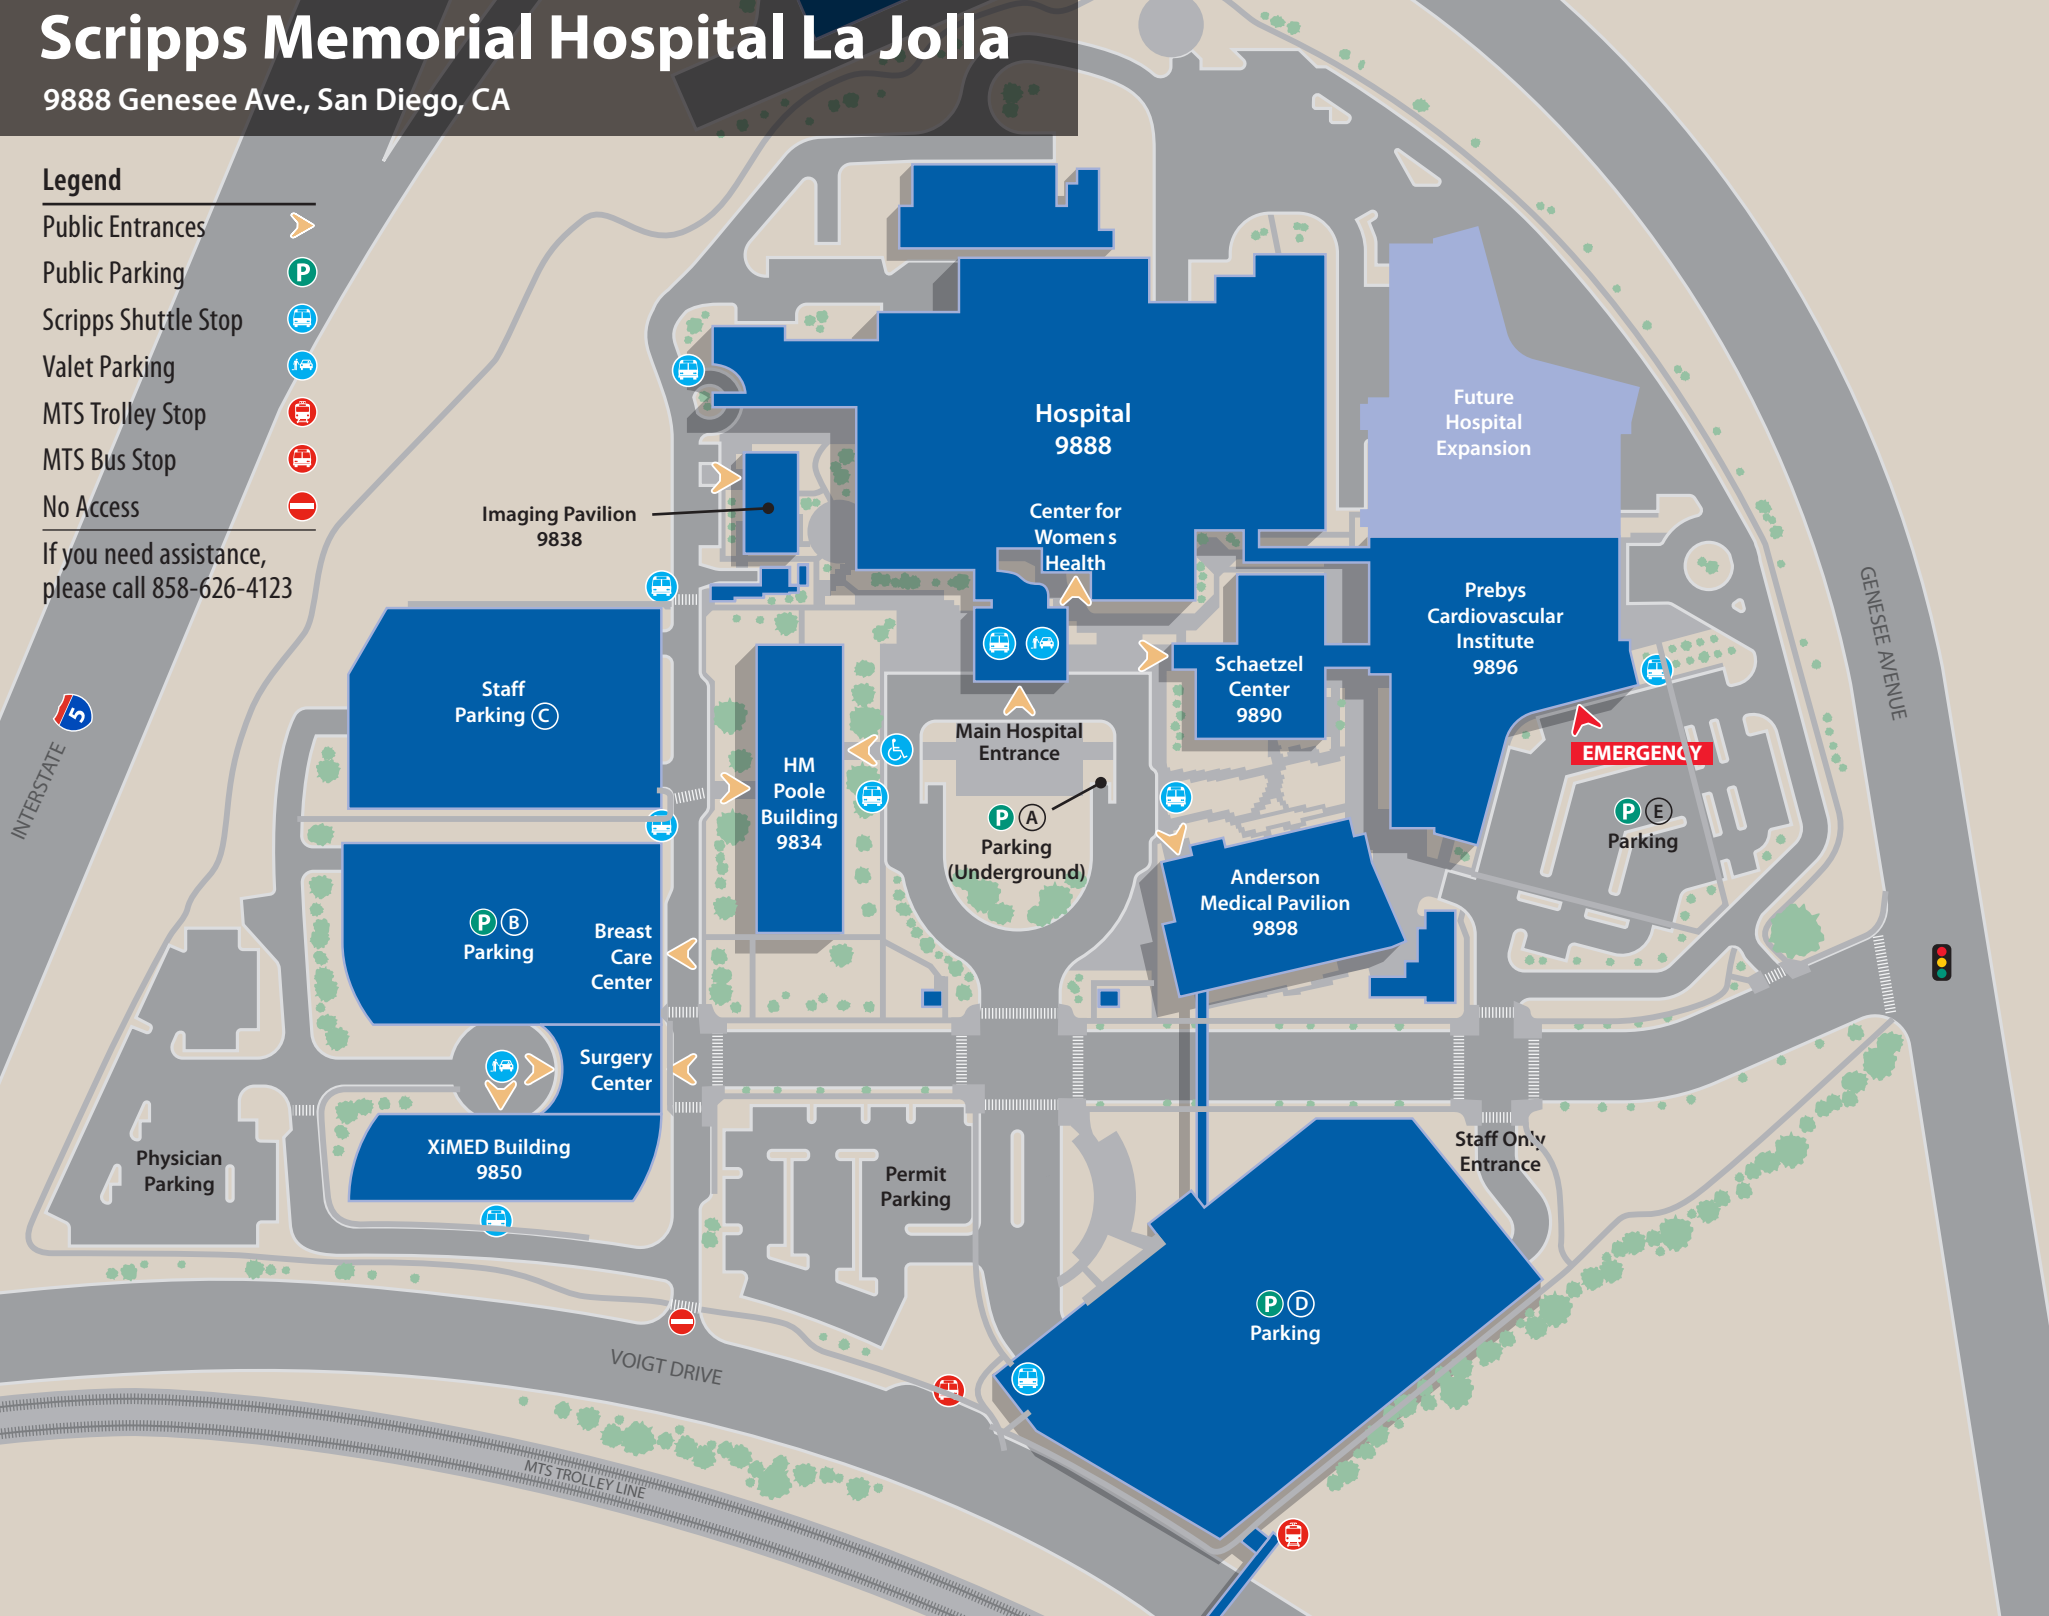 Scripps Memorial Hospital La Jolla
9888 Genesee Ave., San Diego, CA
Legend
Public Entrances
Public Parking
P
Scripps Shuttle Stop
Valet Parking
MTS Trolley Stop
MTS Bus Stop
No Access
If you need assistance,
please call 858-626-4123
Hospital
9888
Center for
Women s
Health
Future
Hospital
Expansion
Imaging Pavilion
9838
Prebys
Cardiovascular
Institute
9896
Schaetzel
Center
9890
Staff
Parking C
Main Hospital
Entrance
EMERGENCY
HM
Poole
Building
9834
P A
Parking
(Underground)
P E
Parking
Anderson
Medical Pavilion
9898
P B
Parking
Breast
Care
Center
Surgery
Center
XiMED Building
9850
Physician
Parking
Permit
Parking
Staff Only
Entrance
P D
Parking
GENESEE AVENUE
INTERSTATE
5
VOIGT DRIVE
MTS TROLLEY LINE